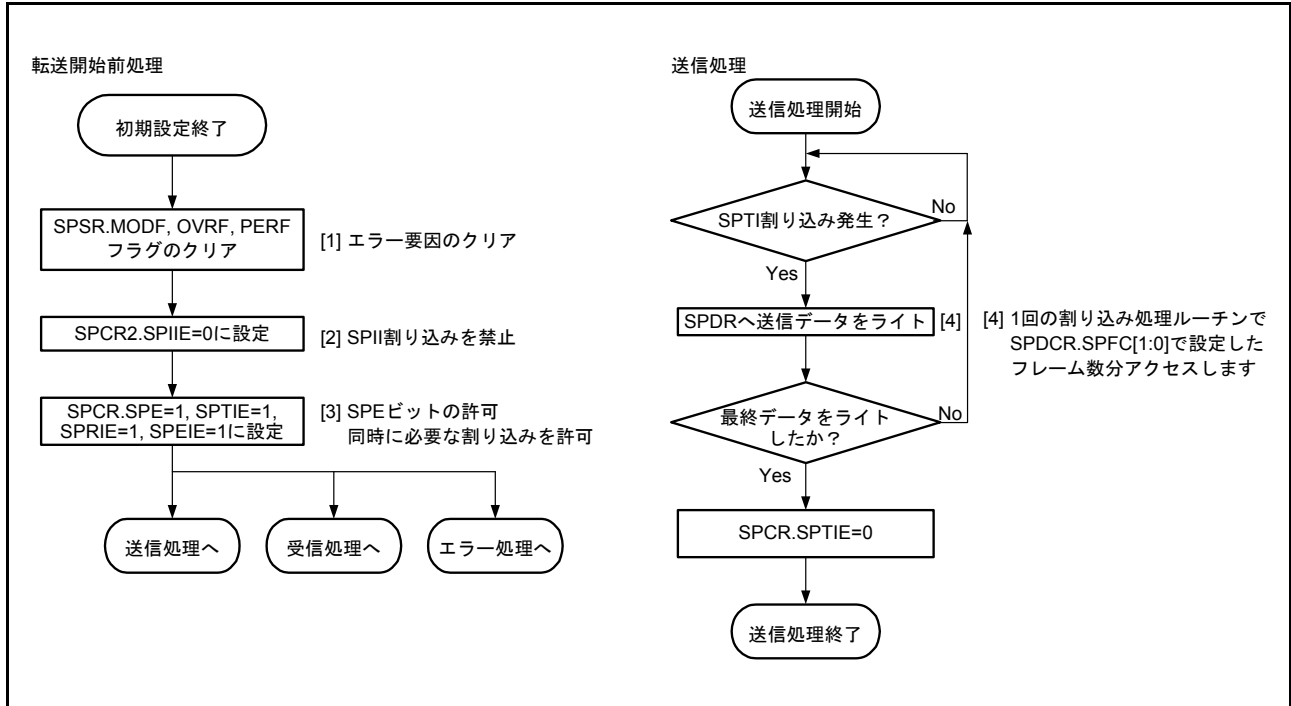 転送開始前処理
初期設定終了
SPSR.MODF, OVRF, PERF
フラグのクリア
[1] エラー要因のクリア
SPCR2.SPIIE=0に設定
[2] SPII割り込みを禁止
SPCR.SPE=1, SPTIE=1,
SPRIE=1, SPEIE=1に設定
[3] SPEビットの許可
同時に必要な割り込みを許可
送信処理へ
受信処理へ
エラー処理へ
送信処理
送信処理開始
SPTI割り込み発生？
No
Yes
SPDRへ送信データをライト
[4]
[4] 1回の割り込み処理ルーチンで
SPDCR.SPFC[1:0]で設定した
フレーム数分アクセスします
最終データをライト
したか？
No
Yes
SPCR.SPTIE=0
送信処理終了